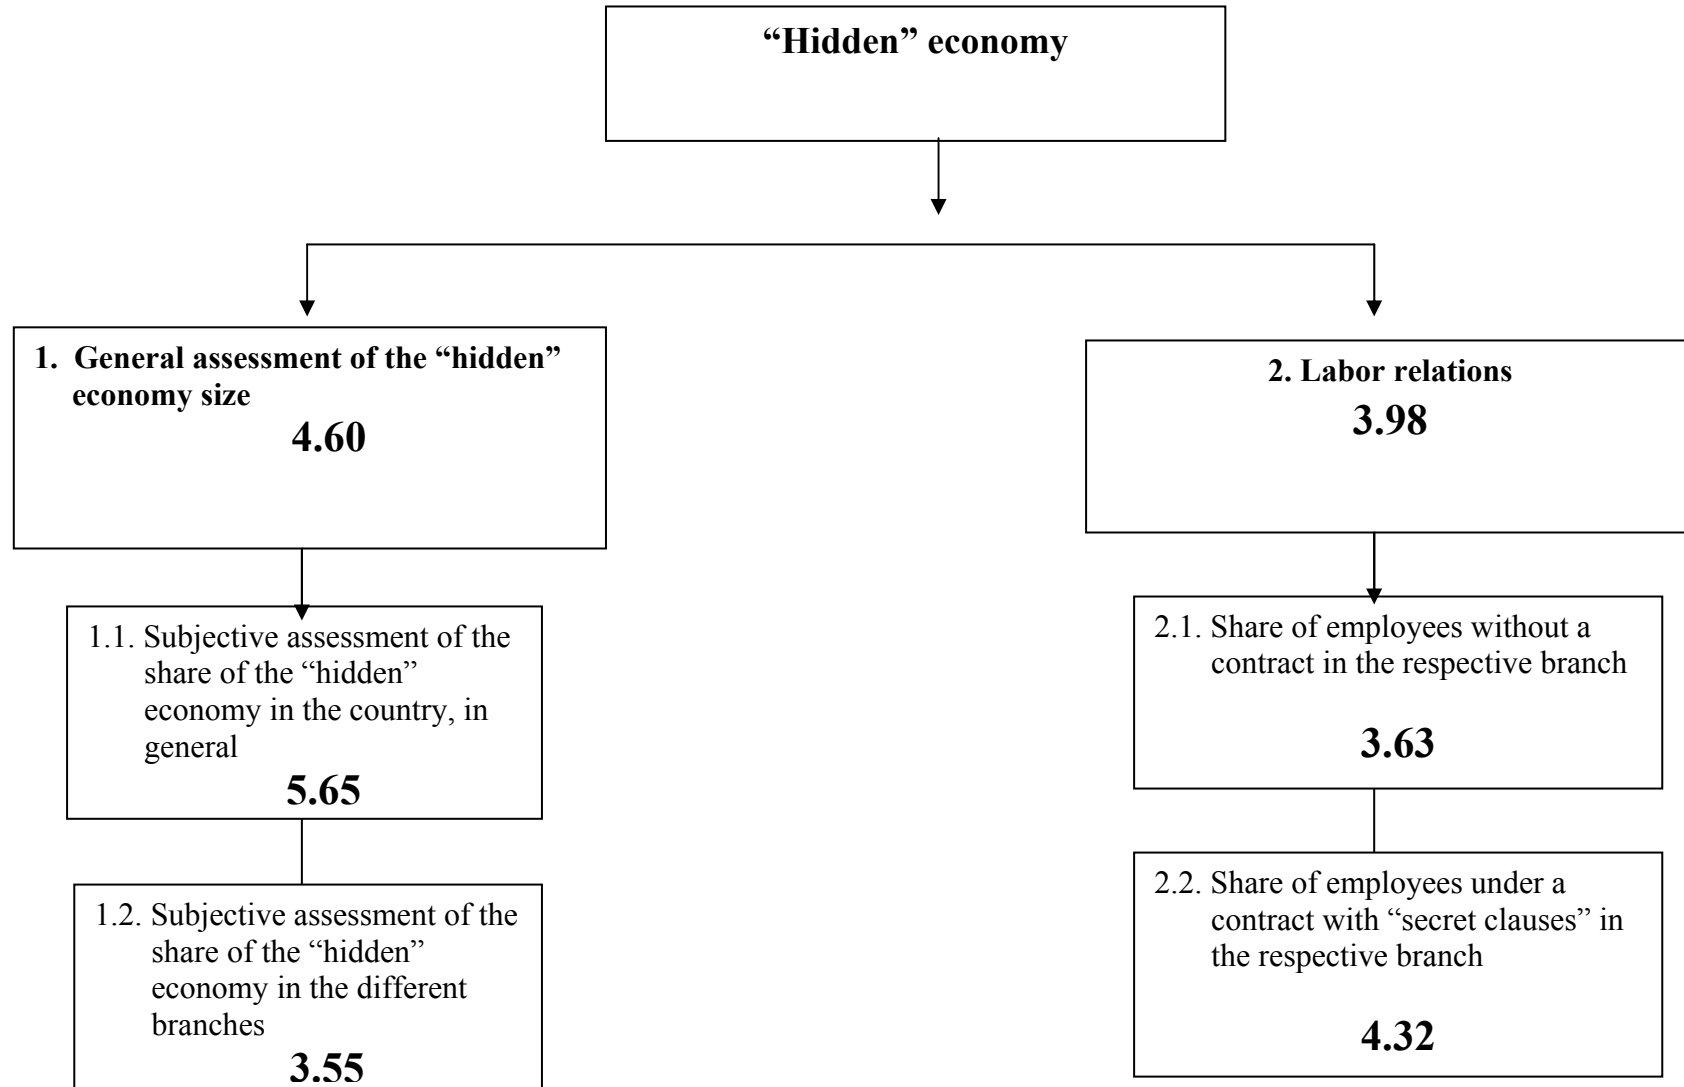 “Hidden” economy
1. General assessment of the “hidden”
economy size
4.60
2. Labor relations
3.98
1.1. Subjective assessment of the
share of the “hidden”
economy in the country, in
general
5.65
2.1. Share of employees without a
contract in the respective branch
3.63
1.2. Subjective assessment of the
share of the “hidden”
economy in the different
branches
3.55
2.2. Share of employees under a
contract with “secret clauses” in
the respective branch
4.32